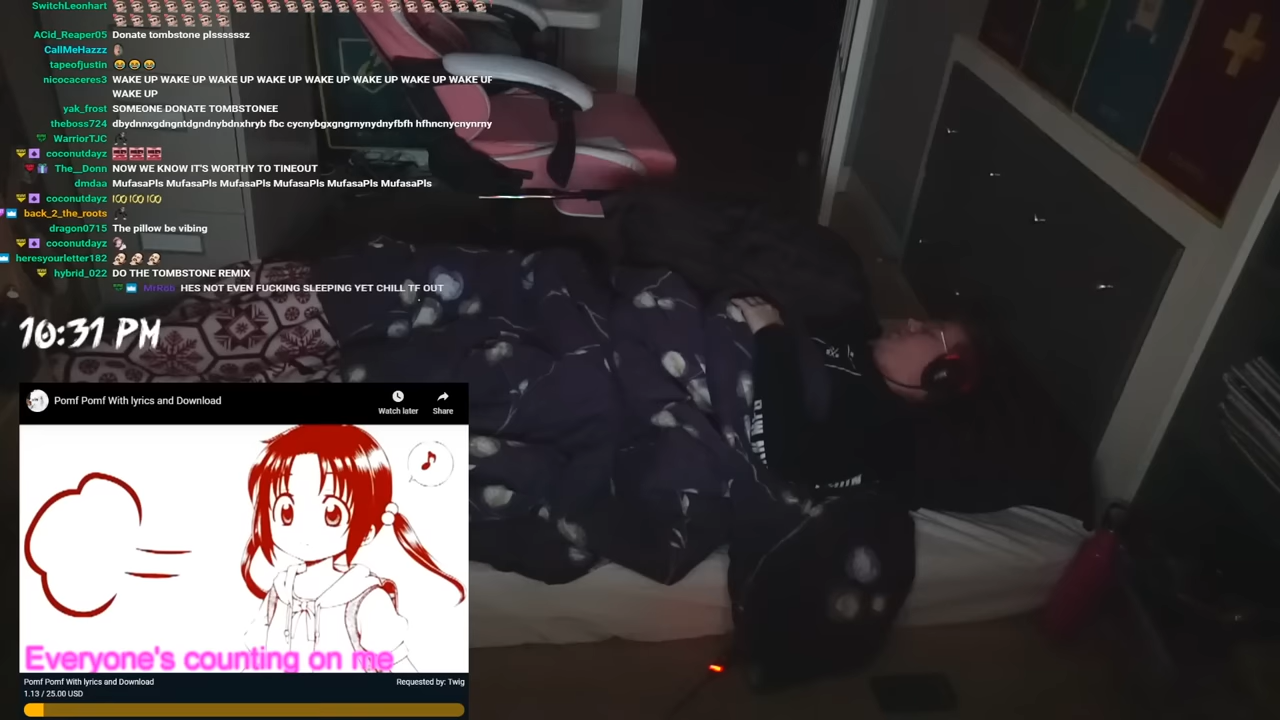 SwitchLeonhart
ACid_Reaper05 Donate tombstone plssssssz
CallMeHazzz
tapeofjustin
nicocaceres3 WAKE UP WAKE UP WAKE UP WAKE UP WAKE UP WAKE UP WAKE UP WAKE UP
WAKE UP
yak_frost SOMEONE DONATE TOMBSTONEE
theboss724 dbydnnxgdngntdgndnybdnxhryb fbc cycnybgxgngrnynydnyfbfh hfhncnycnynrny
WarriorTJC
coconutdayz
The__Donn NOW WE KNOW IT'S WORTHY TO TINEOUT
dmdaa MufasaPls MufasaPls MufasaPls MufasaPls MufasaPls MufasaPls
coconutdayz 100 100 100
back_2_the_roots
dragon0715 The pillow be vibing
coconutdayz
heresyourletter182
hybrid_022 DO THE TOMBSTONE REMIX
MrRob HES NOT EVEN FUCKING SLEEPING YET CHILL TF OUT
10:31 PM
Pomf Pomf With lyrics and Download
Watch later
Share
Everyone's counting on me
Pomf Pomf With lyrics and Download
Requested by: Twig
1.13 / 25.00 USD